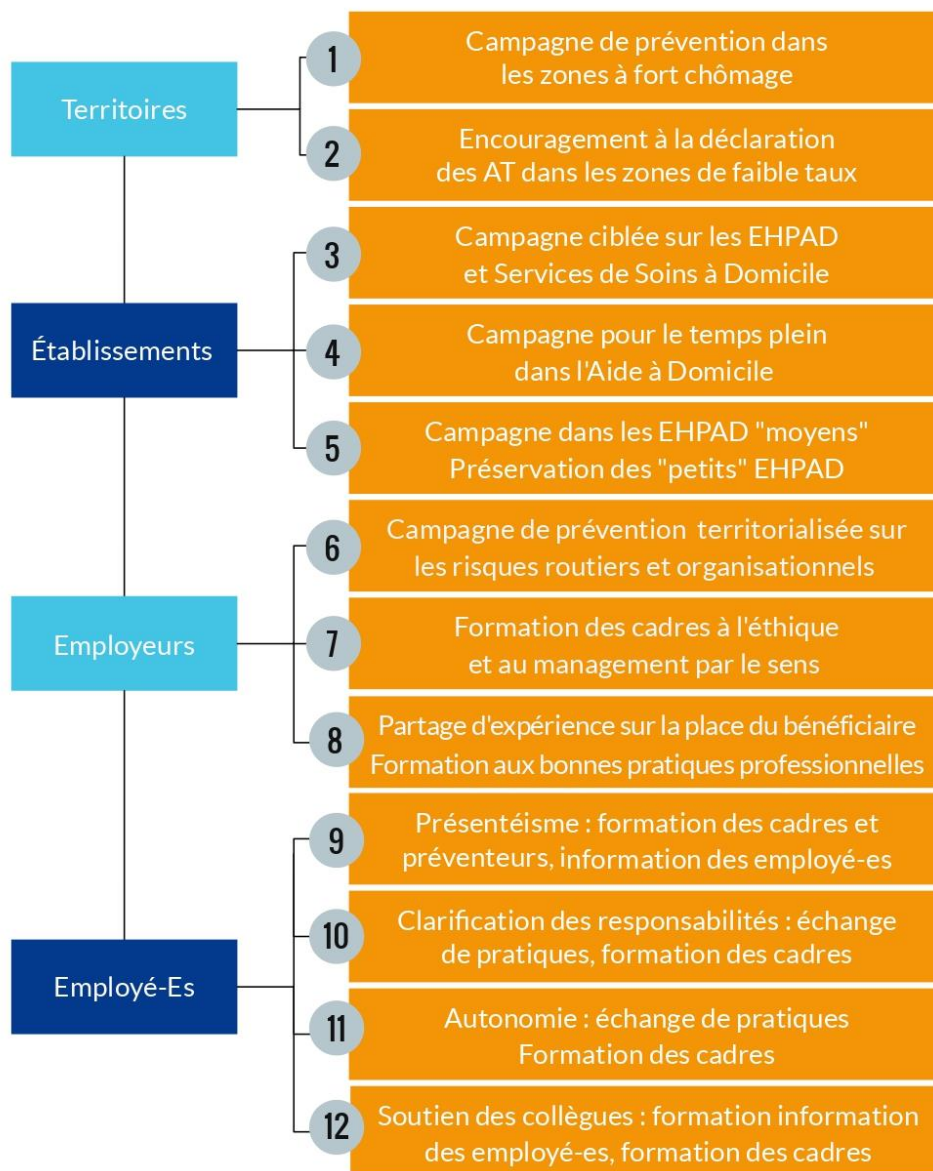 Territoires
1
Campagne de prévention dans
les zones à fort chômage
2
Encouragement à la déclaration
des AT dans les zones de faible taux
Établissements
3
Campagne ciblée sur les EHPAD
et Services de Soins à Domicile
4
Campagne pour le temps plein
dans l'Aide à Domicile
5
Campagne dans les EHPAD "moyens"
Préservation des "petits" EHPAD
Employeurs
6
Campagne de prévention territorialisée sur
les risques routiers et organisationnels
7
Formation des cadres à l'éthique
et au management par le sens
8
Partage d'expérience sur la place du bénéficiaire
Formation aux bonnes pratiques professionnelles
Employé-Es
9
Présentéisme : formation des cadres et
préventeurs, information des employé-es
10
Clarification des responsabilités : échange
de pratiques, formation des cadres
11
Autonomie : échange de pratiques
Formation des cadres
12
Soutien des collègues : formation information
des employé-es, formation des cadres